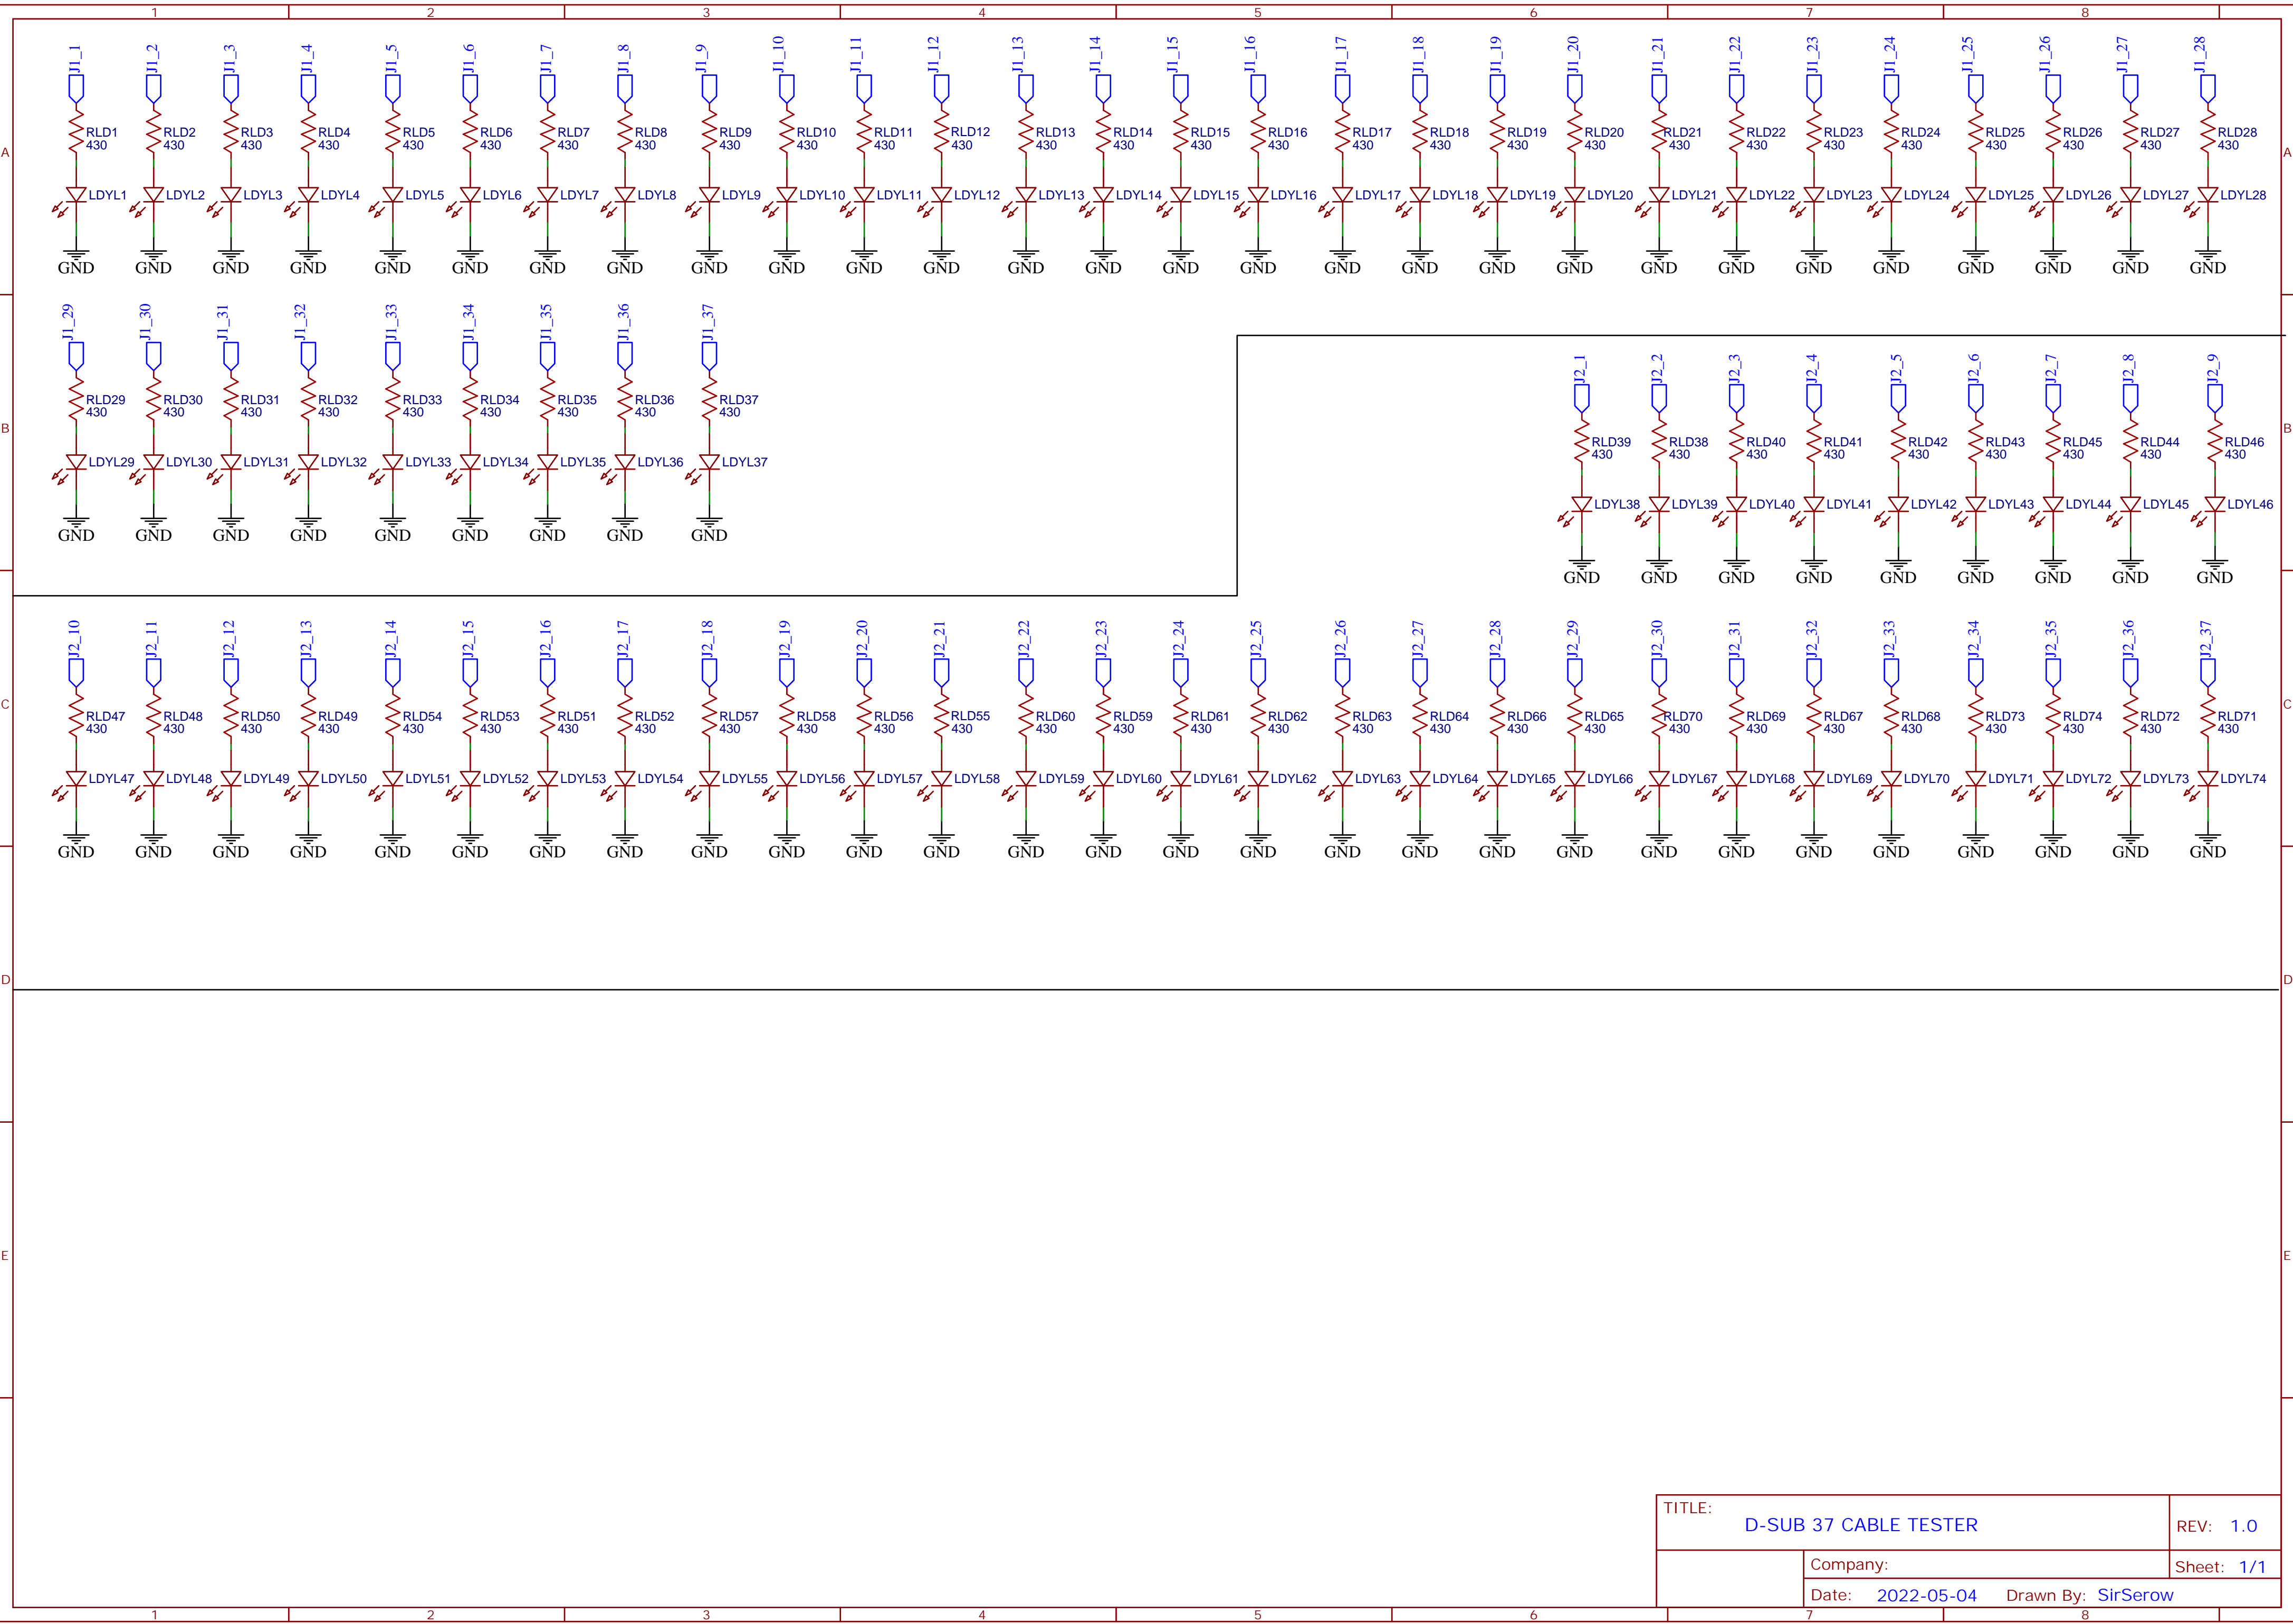 1 2 3 4 5 6 7 8
J1_1 J1_2 J1_3 J1_4 J1_5 J1_6 J1_7 J1_8 J1_9 J1_10 J1_11 J1_12 J1_13 J1_14 J1_15 J1_16 J1_17 J1_18 J1_19 J1_20 J1_21 J1_22 J1_23 J1_24 J1_25 J1_26 J1_27 J1_28
RLD1 RLD2 RLD3 RLD4 RLD5 RLD6 RLD7 RLD8 RLD9 RLD10 RLD11 RLD12 RLD13 RLD14 RLD15 RLD16 RLD17 RLD18 RLD19 RLD20 RLD21 RLD22 RLD23 RLD24 RLD25 RLD26 RLD27 RLD28
430 430 430 430 430 430 430 430 430 430 430 430 430 430 430 430 430 430 430 430 430 430 430 430 430 430 430 430
A A
LDYL1 LDYL2 LDYL3 LDYL4 LDYL5 LDYL6 LDYL7 LDYL8 LDYL9 LDYL10 LDYL11 LDYL12 LDYL13 LDYL14 LDYL15 LDYL16 LDYL17 LDYL18 LDYL19 LDYL20 LDYL21 LDYL22 LDYL23 LDYL24 LDYL25 LDYL26 LDYL27 LDYL28
GND GND GND GND GND GND GND GND GND GND GND GND GND GND GND GND GND GND GND GND GND GND GND GND GND GND GND GND
J1_29 J1_30 J1_31 J1_32 J1_33 J1_34 J1_35 J1_36 J1_37
J2_1 J2_2 J2_3 J2_4 J2_5 J2_6 J2_7 J2_8 J2_9
RLD29 RLD30 RLD31 RLD32 RLD33 RLD34 RLD35 RLD36 RLD37
430 430 430 430 430 430 430 430 430
B B
RLD39 RLD38 RLD40 RLD41 RLD42 RLD43 RLD45 RLD44 RLD46
430 430 430 430 430 430 430 430 430
LDYL29 LDYL30 LDYL31 LDYL32 LDYL33 LDYL34 LDYL35 LDYL36 LDYL37
LDYL38 LDYL39 LDYL40 LDYL41 LDYL42 LDYL43 LDYL44 LDYL45 LDYL46
GND GND GND GND GND GND GND GND GND
GND GND GND GND GND GND GND GND GND
J2_10 J2_11 J2_12 J2_13 J2_14 J2_15 J2_16 J2_17 J2_18 J2_19 J2_20 J2_21 J2_22 J2_23 J2_24 J2_25 J2_26 J2_27 J2_28 J2_29 J2_30 J2_31 J2_32 J2_33 J2_34 J2_35 J2_36 J2_37
C C
RLD47 RLD48 RLD50 RLD49 RLD54 RLD53 RLD51 RLD52 RLD57 RLD58 RLD56 RLD55 RLD60 RLD59 RLD61 RLD62 RLD63 RLD64 RLD66 RLD65 RLD70 RLD69 RLD67 RLD68 RLD73 RLD74 RLD72 RLD71
430 430 430 430 430 430 430 430 430 430 430 430 430 430 430 430 430 430 430 430 430 430 430 430 430 430 430 430
LDYL47 LDYL48 LDYL49 LDYL50 LDYL51 LDYL52 LDYL53 LDYL54 LDYL55 LDYL56 LDYL57 LDYL58 LDYL59 LDYL60 LDYL61 LDYL62 LDYL63 LDYL64 LDYL65 LDYL66 LDYL67 LDYL68 LDYL69 LDYL70 LDYL71 LDYL72 LDYL73 LDYL74
GND GND GND GND GND GND GND GND GND GND GND GND GND GND GND GND GND GND GND GND GND GND GND GND GND GND GND GND
D D
E E
TITLE:
D-SUB 37 CABLE TESTER
REV: 1.0
Company:
Sheet: 1/1
Date: 2022-05-04 Drawn By: SirSerow
1 2 3 4 5 6 7 8